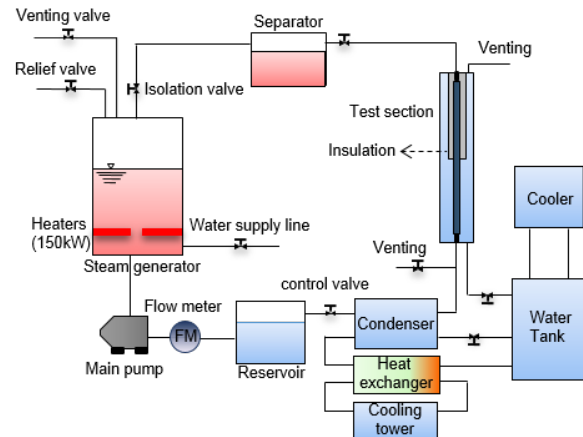 Venting valve
Separator
Venting
Relief valve
Isolation valve
Test section
Insulation
Cooler
Heaters
(150kW)
Water supply line
Steam generator
Venting
control valve
Flow meter
FM
Condenser
Water
Tank
Main pump
Reservoir
Heat
exchanger
Cooling
tower